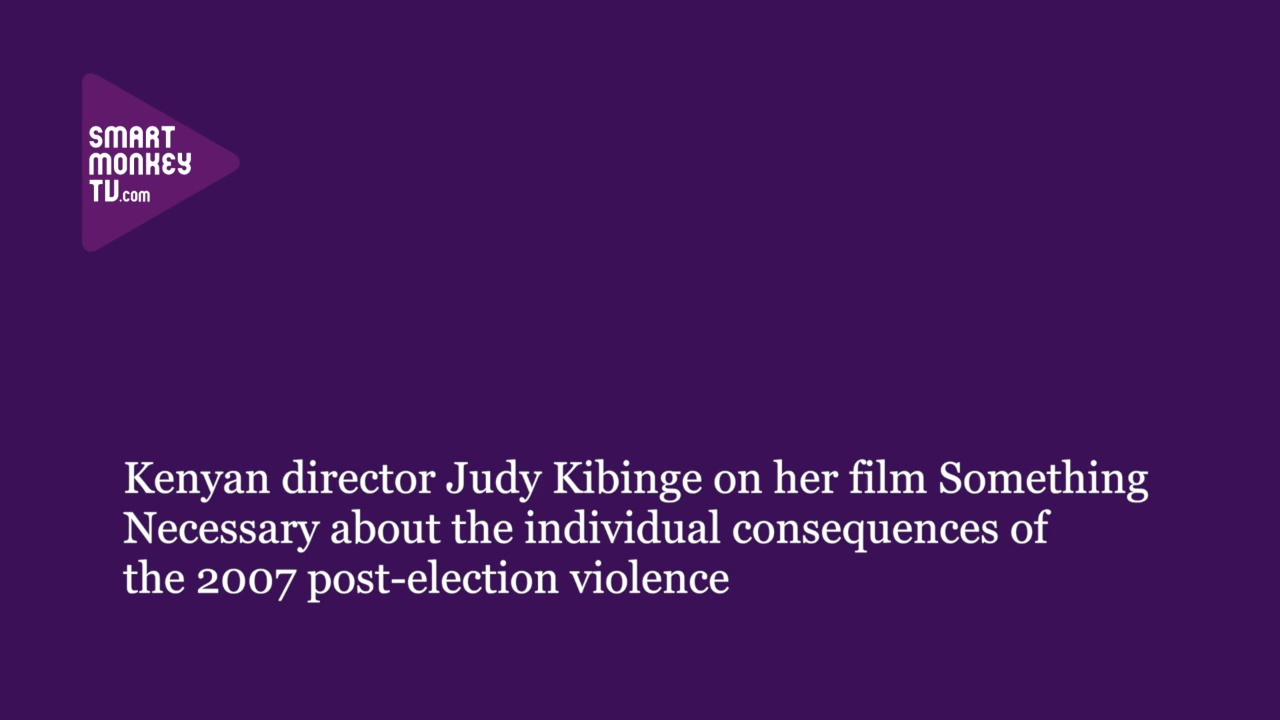 SMART
MONKEY
TV.com
Kenyan director Judy Kibinge on her film Something
Necessary about the individual consequences of
the 2007 post-election violence